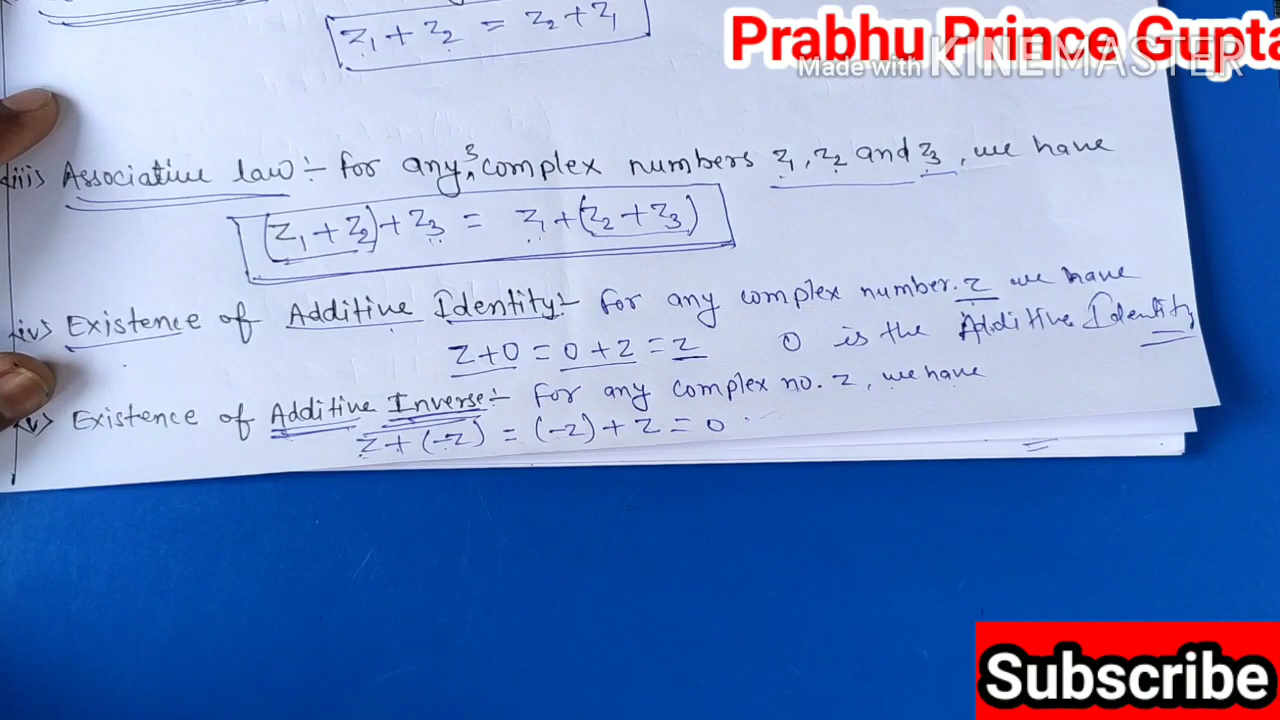 z₁ + z₂ = z₂ + z₁
Prabhu Prince Gupta
Made with KINEMASTER
(iii) Associative law :- for any 3 complex numbers z₁, z₂ and z₃, we have
(z₁ + z₂) + z₃ = z₁ + (z₂ + z₃)
(iv) Existence of Additive Identity :- for any complex number. z we have
z + 0 = 0 + z = z 0 is the Additive Identity
(v) Existence of Additive Inverse :- For any complex no. z, we have
z + (-z) = (-z) + z = 0
Subscribe